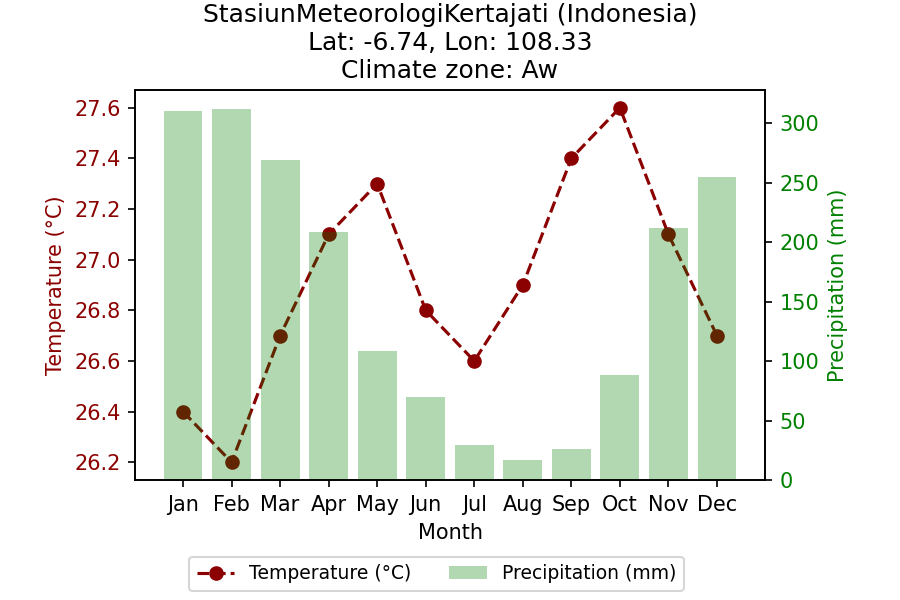 StasiunMeteorologiKertajati (Indonesia)
Lat: -6.74, Lon: 108.33
Climate zone: Aw
27.6
27.4
27.2
27.0
26.8
26.6
26.4
26.2
Temperature (°C)
300
250
200
150
100
50
0
Precipitation (mm)
Jan Feb Mar Apr May Jun Jul Aug Sep Oct Nov Dec
Month
Temperature (°C) Precipitation (mm)